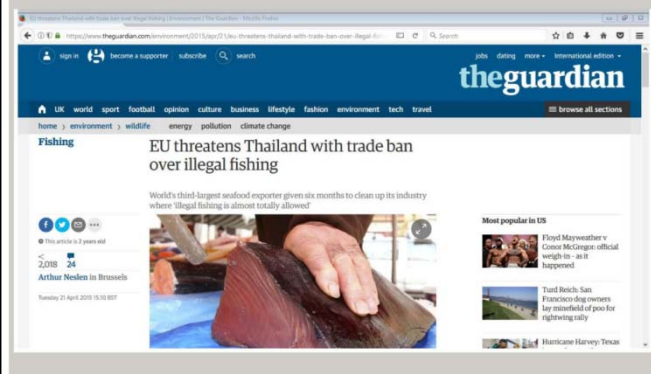 EU threatens Thailand with trade ban over illegal fishing | Environment | The Guardian - Mozilla Firefox
https://www.theguardian.com/environment/2015/apr/21/eu-threatens-thailand-with-trade-ban-over-illegal-fis
Search
sign in become a supporter subscribe search
jobs dating more International edition
theguardian
UK world sport football opinion culture business lifestyle fashion environment tech travel
browse all sections
home environment wildlife energy pollution climate change
Fishing
EU threatens Thailand with trade ban
over illegal fishing
World's third-largest seafood exporter given six months to clean up its industry
where 'illegal fishing is almost totally allowed'
This article is 2 years old
2,018 24
Arthur Neslen in Brussels
Tuesday 21 April 2015 15.10 BST
Most popular in US
Floyd Mayweather v
Conor McGregor: official
weigh-in - as it
happened
Turd Reich: San
Francisco dog owners
lay minefield of poo for
rightwing rally
Hurricane Harvey: Texas